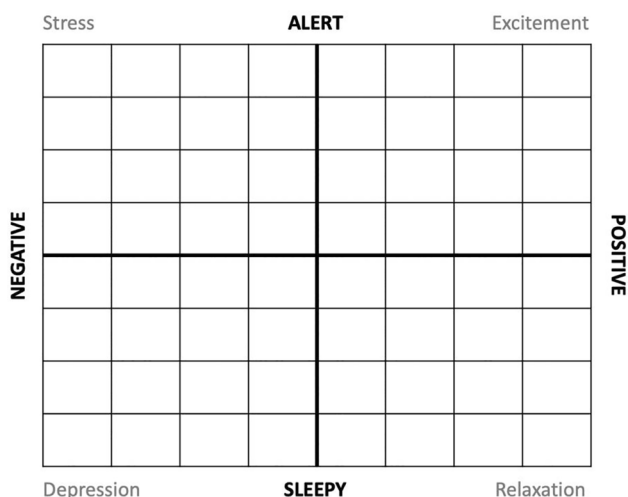 Stress
ALERT
Excitement
NEGATIVE
POSITIVE
Depression
SLEEPY
Relaxation